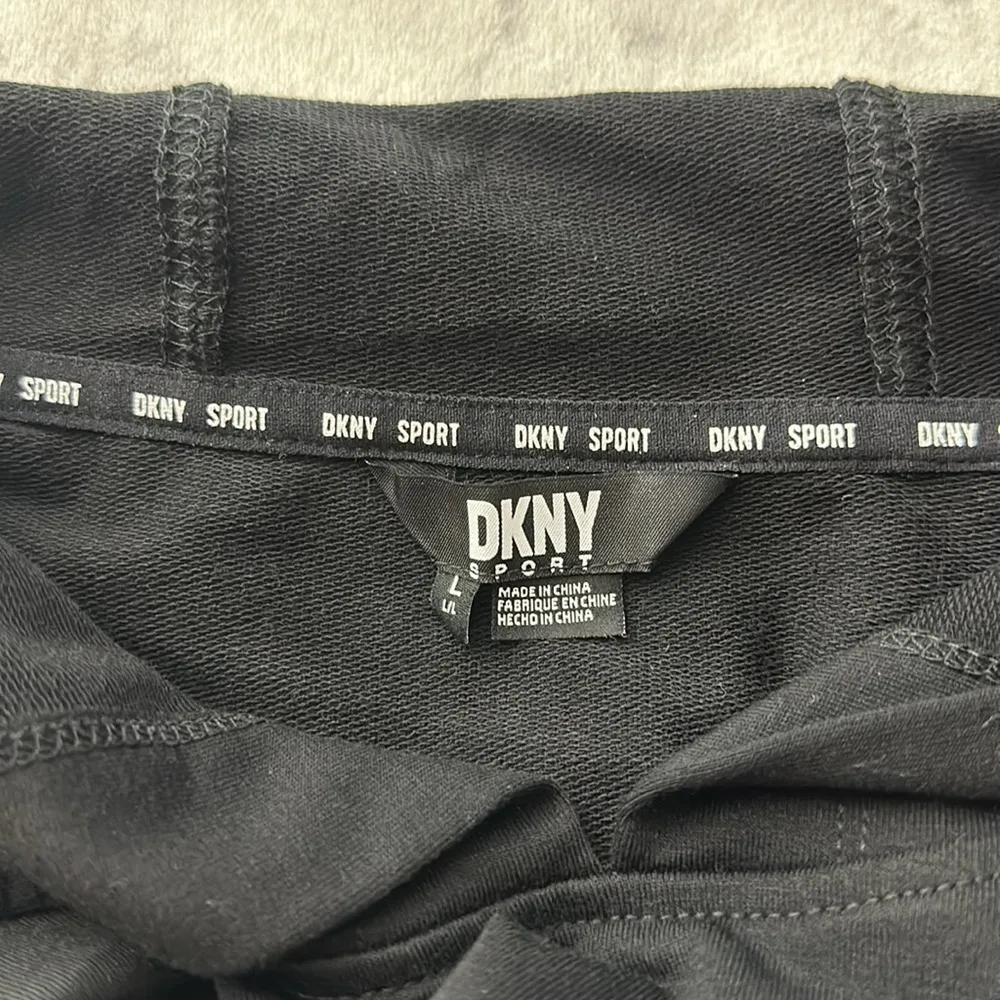 Y SPORT DKNY SPORT DKNY SPORT DKNY SPORT DKNY SPORT DKNY S
DKNY
SPORT
L
L/L
MADE IN CHINA
FABRIQUE EN CHINE
HECHO IN CHINA